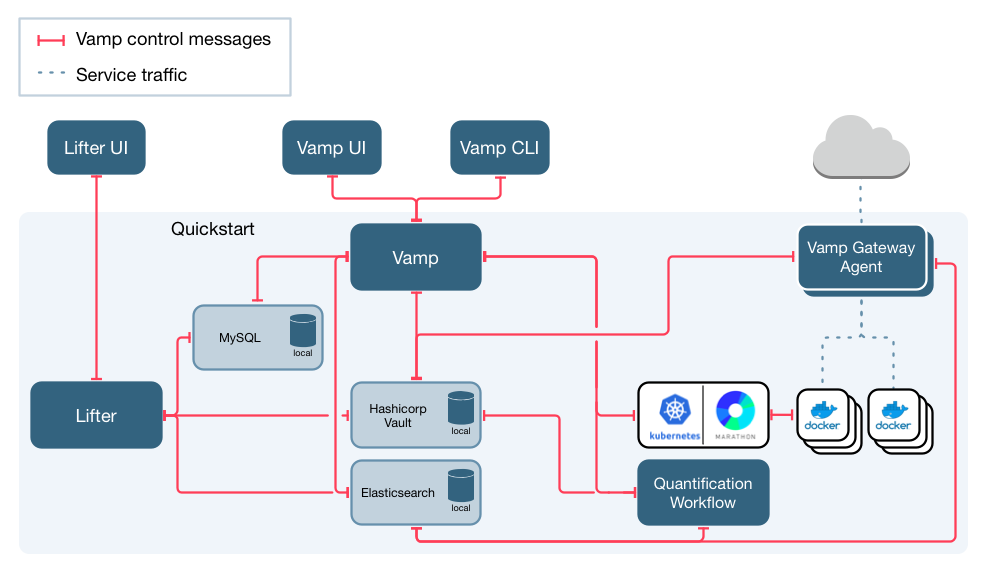 Vamp control messages
Service traffic
Lifter UI
Vamp UI
Vamp CLI
Quickstart
Vamp
Vamp Gateway
Agent
MySQL
local
Lifter
Hashicorp
Vault
local
kubernetes
MARATHON
docker
docker
Elasticsearch
local
Quantification
Workflow